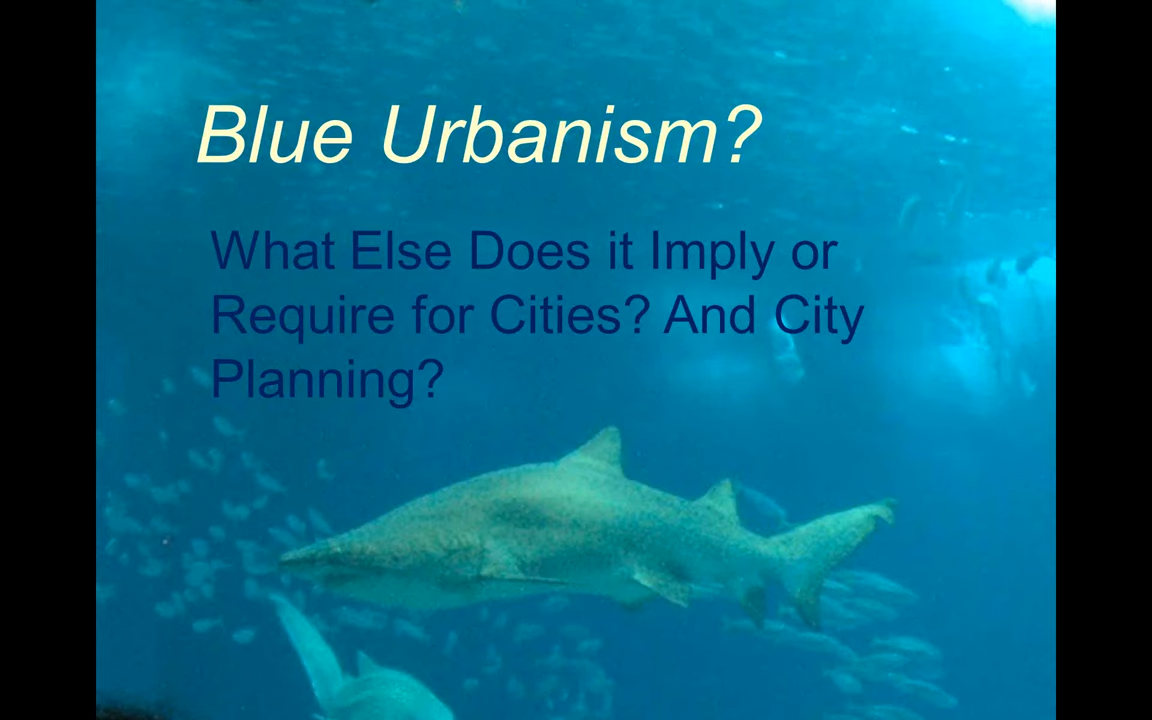 Blue Urbanism?
What Else Does it Imply or
Require for Cities? And City
Planning?